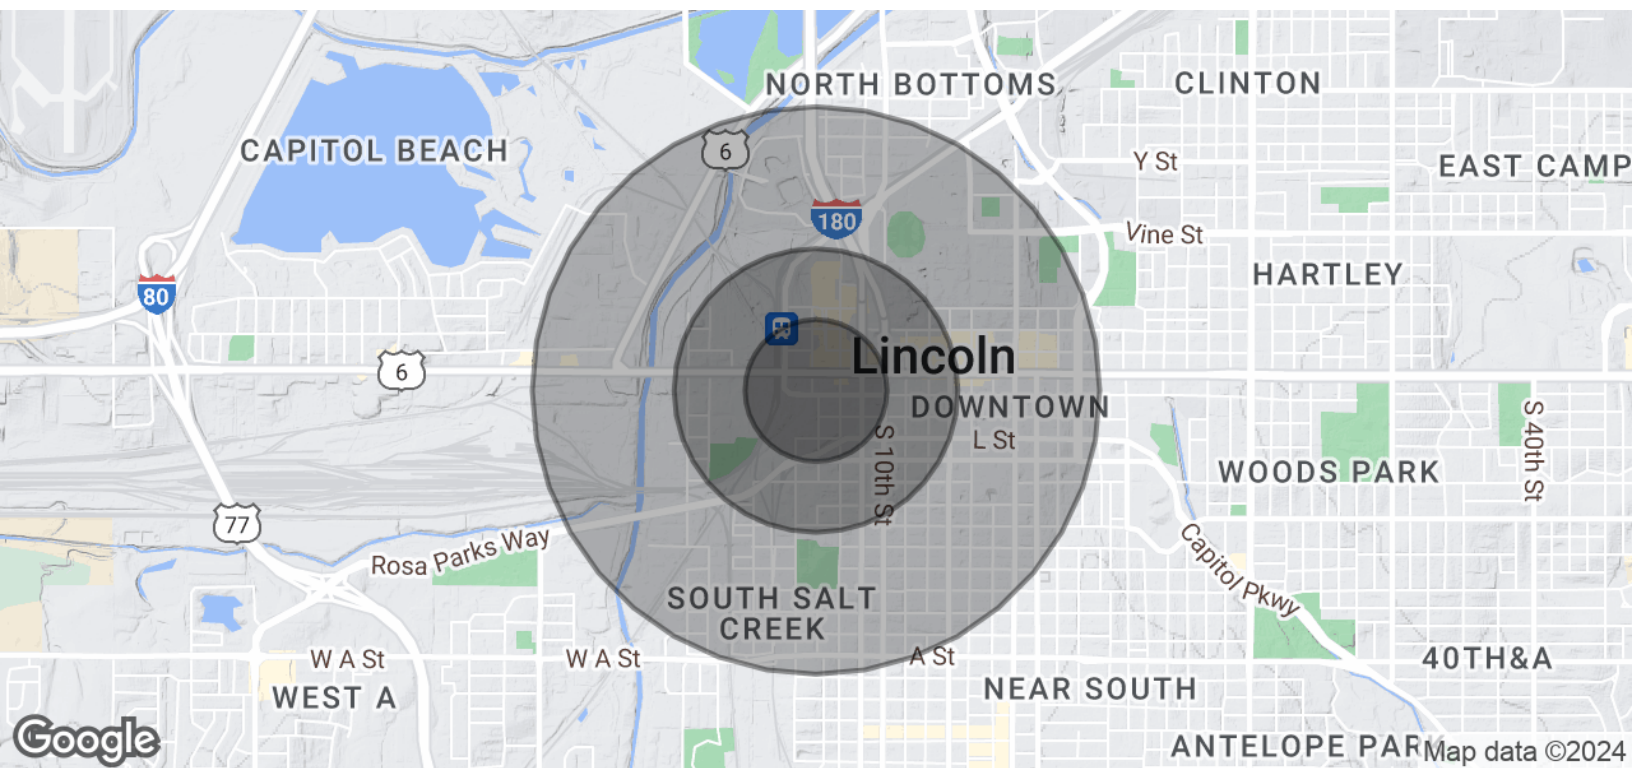 6
NORTH BOTTOMS
CLINTON
CAPITOL BEACH
6
Y St
EAST CAMP
180
Vine St
HARTLEY
80
Lincoln
6
DOWNTOWN
L St
S 10th St
S 40th St
WOODS PARK
77
Rosa Parks Way
Capitol Pkwy
SOUTH SALT
CREEK
W A St
W A St
A St
40TH&A
WEST A
NEAR SOUTH
Google
ANTELOPE PARK
Map data ©2024